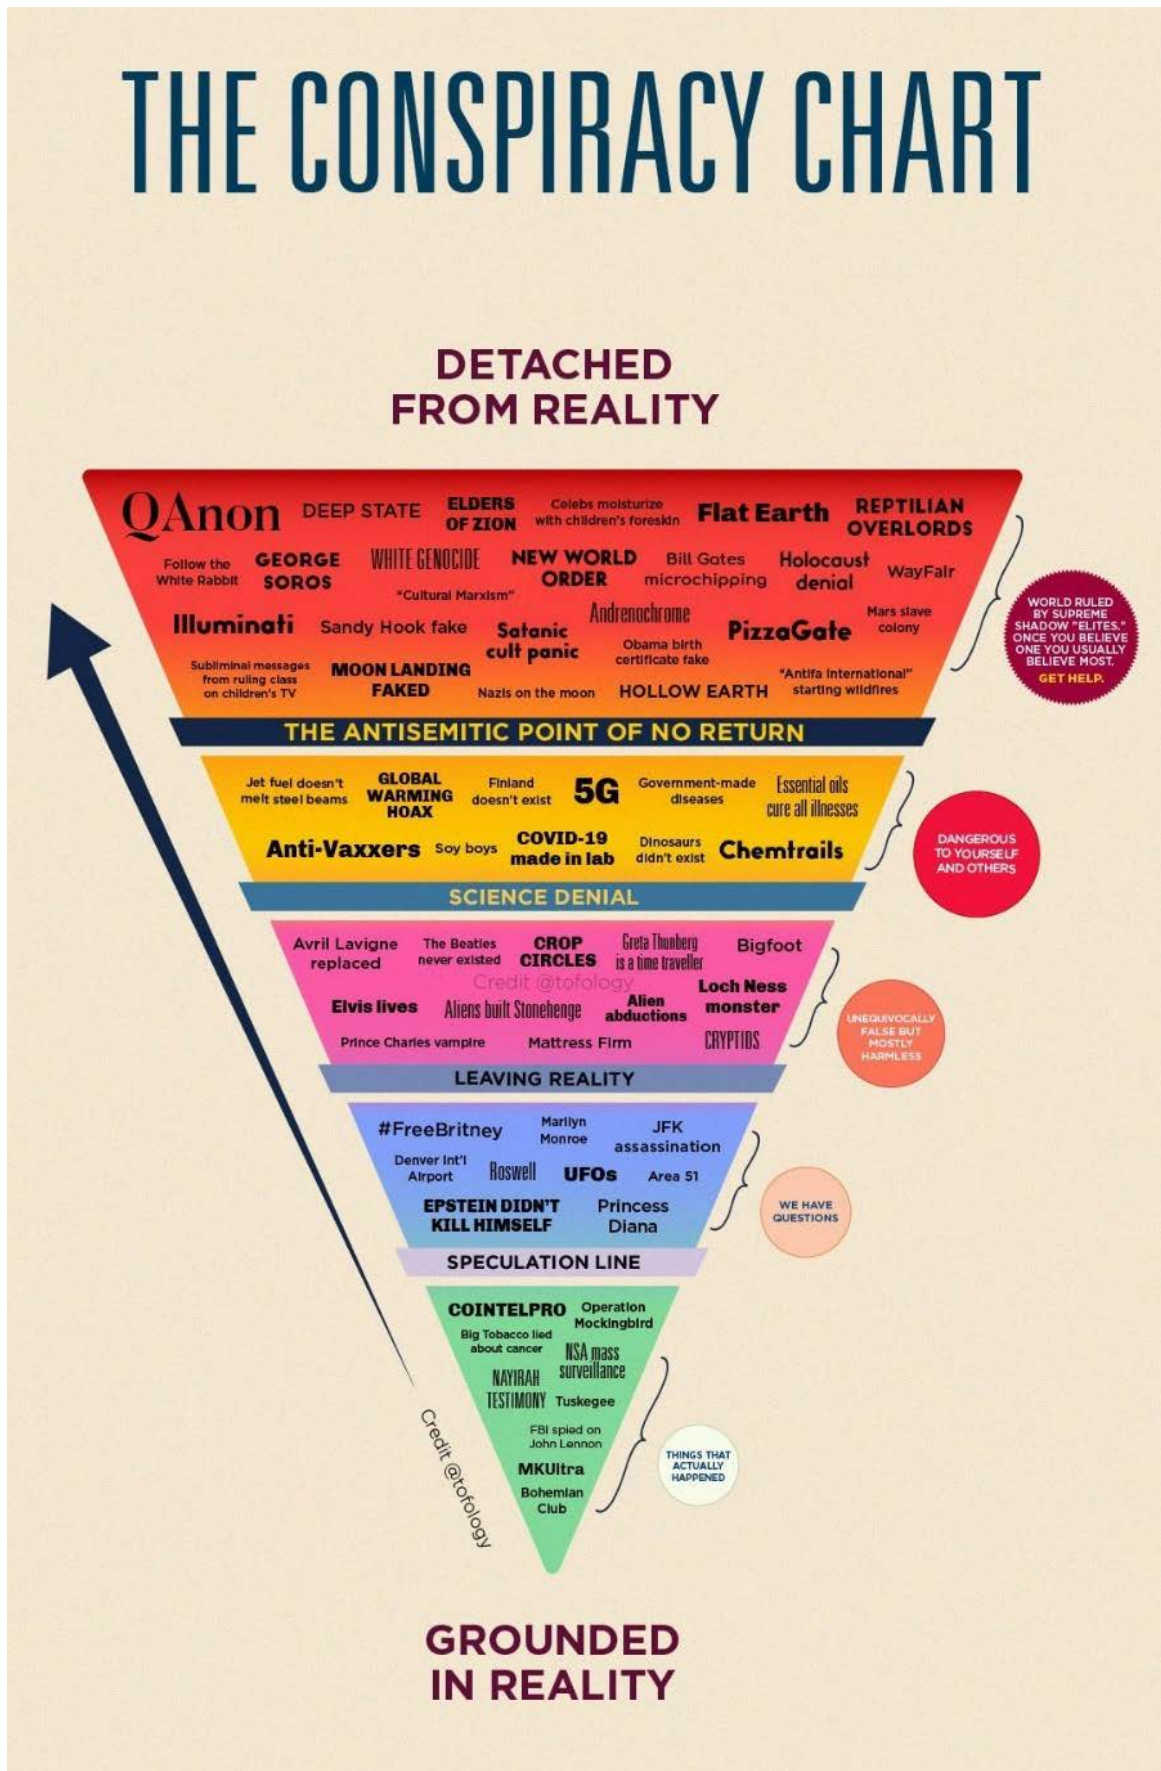 THE CONSPIRACY CHART
DETACHED
FROM REALITY
QAnon
DEEP STATE
ELDERS
OF ZION
Celebs moisturize
with children's foreskin
Flat Earth
REPTILIAN
OVERLORDS
Follow the
White Rabbit
GEORGE
SOROS
WHITE GENOCIDE
NEW WORLD
ORDER
Bill Gates
microchipping
Holocaust
denial
WayFair
"Cultural Marxism"
Illuminati
Sandy Hook fake
Satanic
cult panic
Andrenochrome
Obama birth
certificate fake
PizzaGate
Mars slave
colony
Subliminal messages
from ruling class
on children's TV
MOON LANDING
FAKED
Nazis on the moon
HOLLOW EARTH
"Antifa International"
starting wildfires
WORLD RULED
BY SUPREME
SHADOW "ELITES."
ONCE YOU BELIEVE
ONE YOU USUALLY
BELIEVE MOST.
GET HELP.
THE ANTISEMITIC POINT OF NO RETURN
Jet fuel doesn't
melt steel beams
GLOBAL
WARMING
HOAX
Finland
doesn't exist
5G
Government-made
diseases
Essential oils
cure all illnesses
Anti-Vaxxers
Soy boys
COVID-19
made in lab
Dinosaurs
didn't exist
Chemtrails
DANGEROUS
TO YOURSELF
AND OTHERS
SCIENCE DENIAL
Avril Lavigne
replaced
The Beatles
never existed
CROP
CIRCLES
Greta Thunberg
is a time traveller
Bigfoot
Credit @tofology
Elvis lives
Aliens built Stonehenge
Alien
abductions
Loch Ness
monster
Prince Charles vampire
Mattress Firm
CRYPTIDS
UNEQUIVOCALLY
FALSE BUT
MOSTLY
HARMLESS
LEAVING REALITY
#FreeBritney
Marilyn
Monroe
JFK
assassination
Denver Int'l
Airport
Roswell
UFOs
Area 51
EPSTEIN DIDN'T
KILL HIMSELF
Princess
Diana
WE HAVE
QUESTIONS
SPECULATION LINE
COINTELPRO
Operation
Mockingbird
Big Tobacco lied
about cancer
NSA mass
surveillance
NAYIRAH
TESTIMONY
Tuskegee
FBI spied on
John Lennon
MKUltra
Bohemian
Club
THINGS THAT
ACTUALLY
HAPPENED
Credit @tofology
GROUNDED
IN REALITY